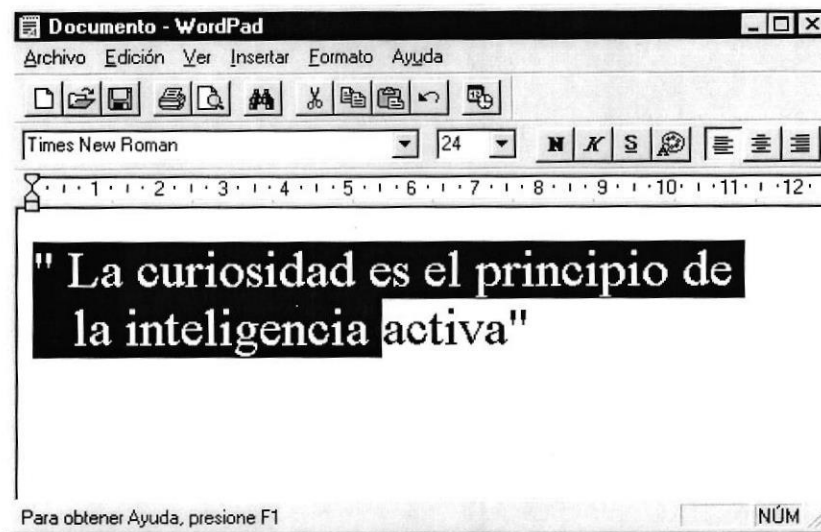 Documento - WordPad
Archivo Edición Ver Insertar Formato Ayuda
Times New Roman 24 N K S
1 2 3 4 5 6 7 8 9 10 11 12
" La curiosidad es el principio de
la inteligencia activa"
Para obtener Ayuda, presione F1 NÚM